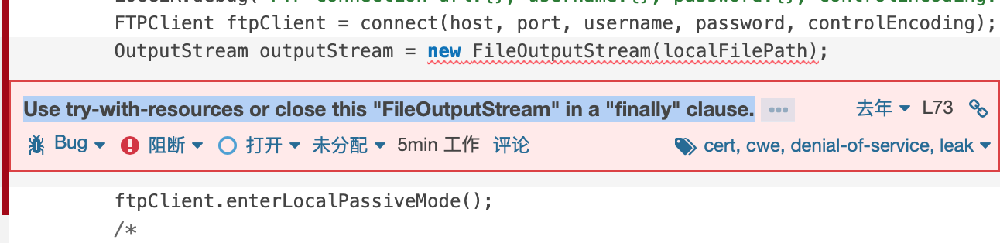 FTPClient ftpClient = connect(host, port, username, password, controlEncoding);
OutputStream outputStream = new FileOutputStream(localFilePath);
Use try-with-resources or close this "FileOutputStream" in a "finally" clause. ••• 去年 L73
Bug 阻断 打开 未分配 5min 工作 评论 cert, cwe, denial-of-service, leak
ftpClient.enterLocalPassiveMode();
/*